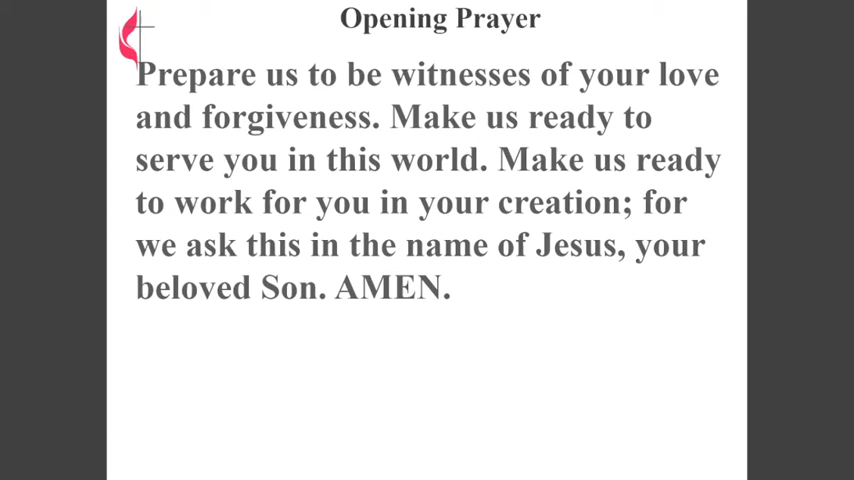 Opening Prayer
Prepare us to be witnesses of your love
and forgiveness. Make us ready to
serve you in this world. Make us ready
to work for you in your creation; for
we ask this in the name of Jesus, your
beloved Son. AMEN.